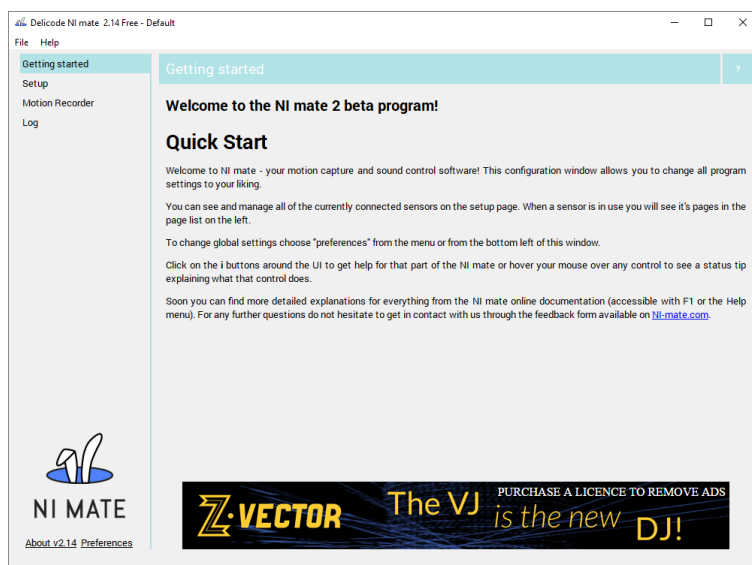 Delicode NI mate 2.14 Free - Default
File Help
Getting started
Setup
Motion Recorder
Log
Getting started ?
Welcome to the NI mate 2 beta program!
Quick Start
Welcome to NI mate - your motion capture and sound control software! This configuration window allows you to change all program
settings to your liking.
You can see and manage all of the currently connected sensors on the setup page. When a sensor is in use you will see it's pages in the
page list on the left.
To change global settings choose "preferences" from the menu or from the bottom left of this window.
Click on the i buttons around the UI to get help for that part of the NI mate or hover your mouse over any control to see a status tip
explaining what that control does.
Soon you can find more detailed explanations for everything from the NI mate online documentation (accessible with F1 or the Help
menu). For any further questions do not hesitate to get in contact with us through the feedback form available on NI-mate.com.
NI MATE
About v2.14 Preferences
Z·VECTOR
The VJ
PURCHASE A LICENCE TO REMOVE ADS
is the new
DJ!